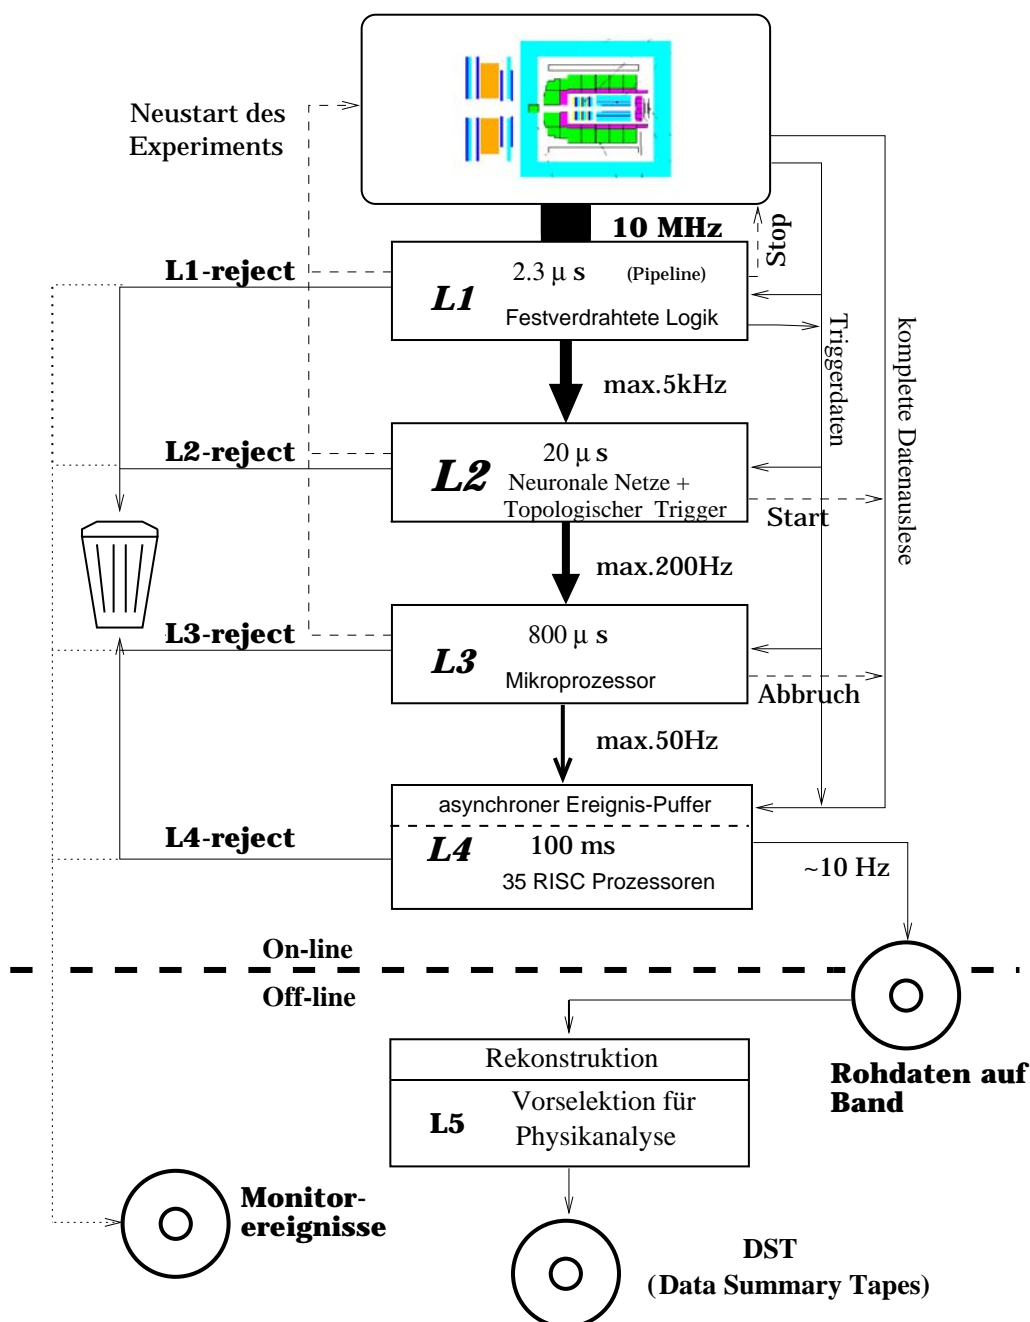 Neustart des
Experiments
10 MHz
Stop
L1-reject
L1
2.3 µ s
(Pipeline)
Festverdrahtete Logik
Triggerdaten
komplette Datenauslese
max.5kHz
L2-reject
L2
20 µ s
Neuronale Netze +
Topologischer Trigger
Start
max.200Hz
L3-reject
L3
800 µ s
Mikroprozessor
Abbruch
max.50Hz
asynchroner Ereignis-Puffer
L4-reject
L4
100 ms
35 RISC Prozessoren
~10 Hz
On-line
Off-line
Rekonstruktion
L5
Vorselektion für
Physikanalyse
Rohdaten auf
Band
Monitor-
ereignisse
DST
(Data Summary Tapes)